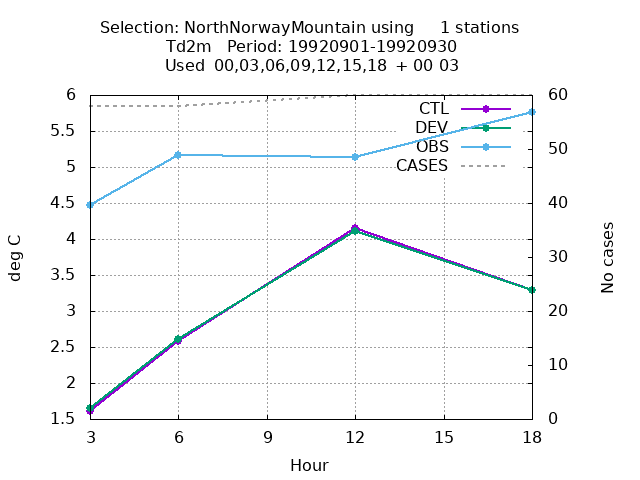 Selection: NorthNorwayMountain using     1 stations
Td2m   Period: 19920901-19920930
Used  00,03,06,09,12,15,18  + 00 03
6 60
CTL
5.5 DEV
50
OBS
5 CASES
4.5 40
4
30
3.5
3 20
2.5
10
2
1.5 0
deg C
No cases
3 6 9 12 15 18
Hour